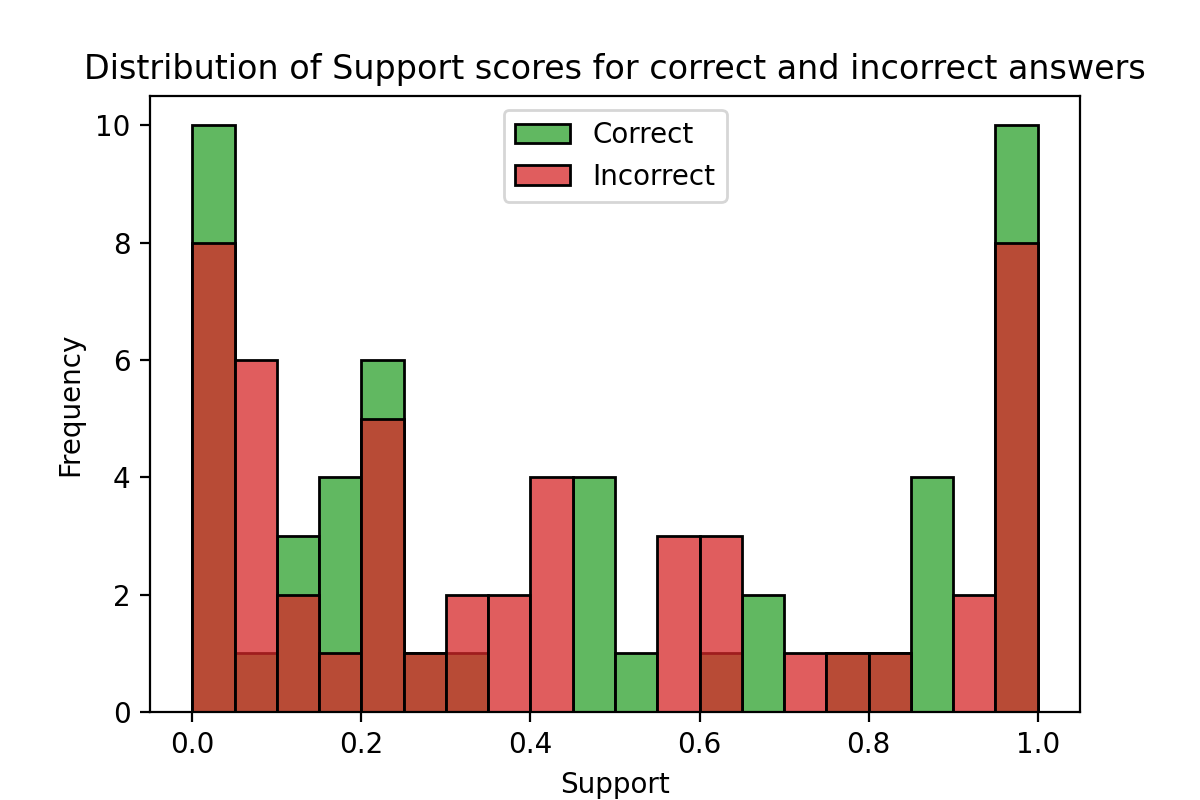 Distribution of Support scores for correct and incorrect answers
Correct
Incorrect
Frequency
10
8
6
4
2
0
0.0 0.2 0.4 0.6 0.8 1.0
Support